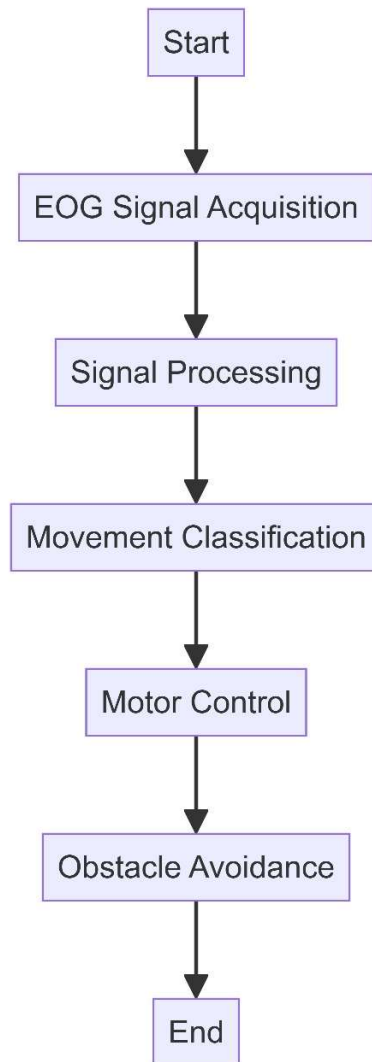 Start
EOG Signal Acquisition
Signal Processing
Movement Classification
Motor Control
Obstacle Avoidance
End